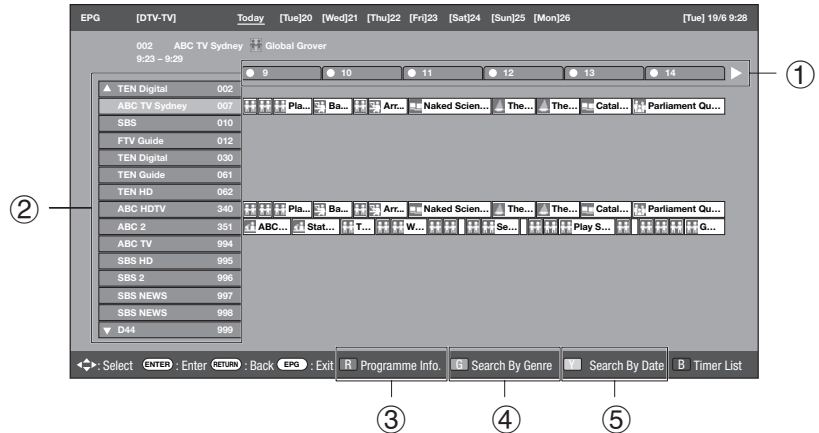 EPG [DTV-TV] Today [Tue]20 [Wed]21 [Thu]22 [Fri]23 [Sat]24 [Sun]25 [Mon]26 [Tue] 19/6 9:28
002 ABC TV Sydney Global Grover
9:23 – 9:29
9 10 11 12 13 14
①
TEN Digital 002
ABC TV Sydney 007 Pla... Ba... Arr... Naked Scien... The... The... Catal... Parliament Qu...
SBS 010
FTV Guide 012
TEN Digital 030
TEN Guide 061
TEN HD 062
②
ABC HDTV 340 Pla... Ba... Arr... Naked Scien... The... The... Catal... Parliament Qu...
ABC 2 351 ABC... Stat... T... W... Se... Play S... G...
ABC TV 994
SBS HD 995
SBS 2 996
SBS NEWS 997
SBS NEWS 998
D44 999
: Select ENTER : Enter RETURN : Back EPG : Exit R Programme Info. G Search By Genre Y Search By Date B Timer List
③ ④ ⑤